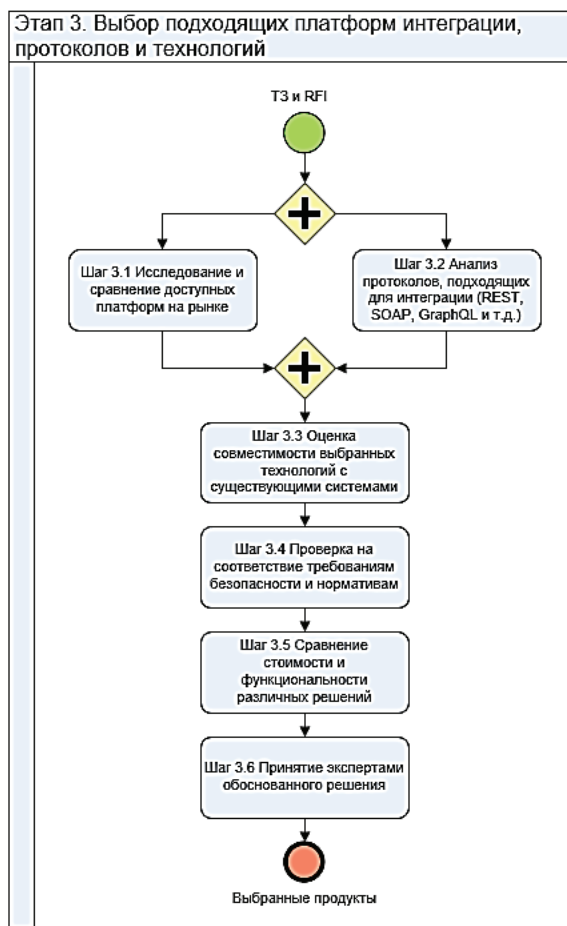 Этап 3. Выбор подходящих платформ интеграции,
протоколов и технологий
ТЗ и RFI
Шаг 3.1 Исследование и
сравнение доступных
платформ на рынке
Шаг 3.2 Анализ
протоколов, подходящих
для интеграции (REST,
SOAP, GraphQL и т.д.)
Шаг 3.3 Оценка
совместимости выбранных
технологий с
существующими системами
Шаг 3.4 Проверка на
соответствие требованиям
безопасности и нормативам
Шаг 3.5 Сравнение
стоимости и
функциональности
различных решений
Шаг 3.6 Принятие экспертами
обоснованного решения
Выбранные продукты